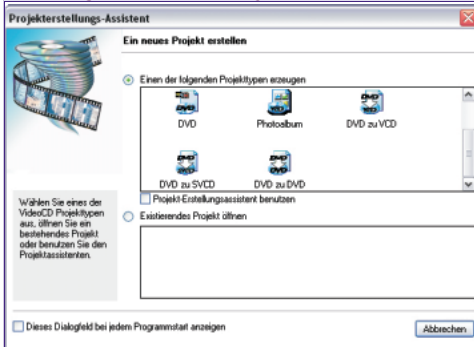 Projekterstellungs-Assistent
Ein neues Projekt erstellen
Einen der folgenden Projekttypen erzeugen
DVD
Photoalbum
DVD zu VCD
DVD zu SVCD
DVD zu DVD
Projekt-Erstellungsassistent benutzen
Existierendes Projekt öffnen
Wählen Sie eines der
VideoCD Projekttypen
aus, öffnen Sie ein
bestehendes Projekt
oder benutzen Sie den
Projektassistenten.
Dieses Dialogfeld bei jedem Programmstart anzeigen
Abbrechen